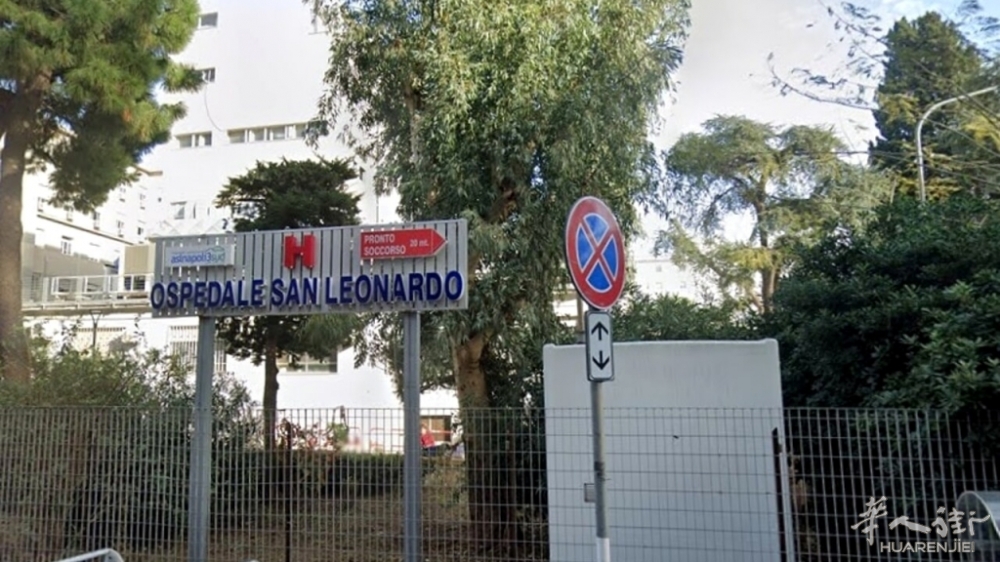 aslnapoli3sud
H
PRONTO
SOCCORSO 20 mt.
OSPEDALE SAN LEONARDO
华人街
HUARENJIE